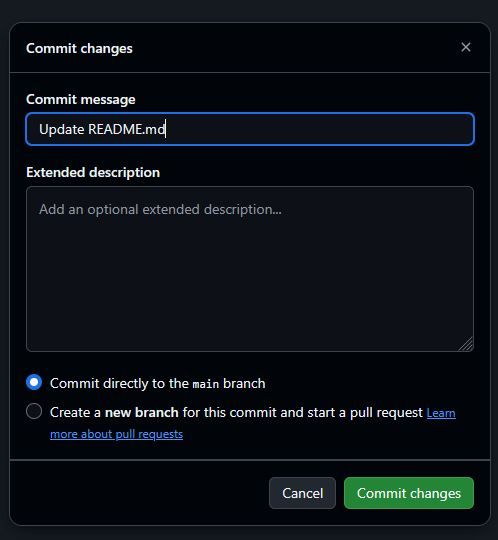 Commit changes
Commit message
Update README.md
Extended description
Add an optional extended description...
Commit directly to the main branch
Create a new branch for this commit and start a pull request Learn
more about pull requests
Cancel
Commit changes